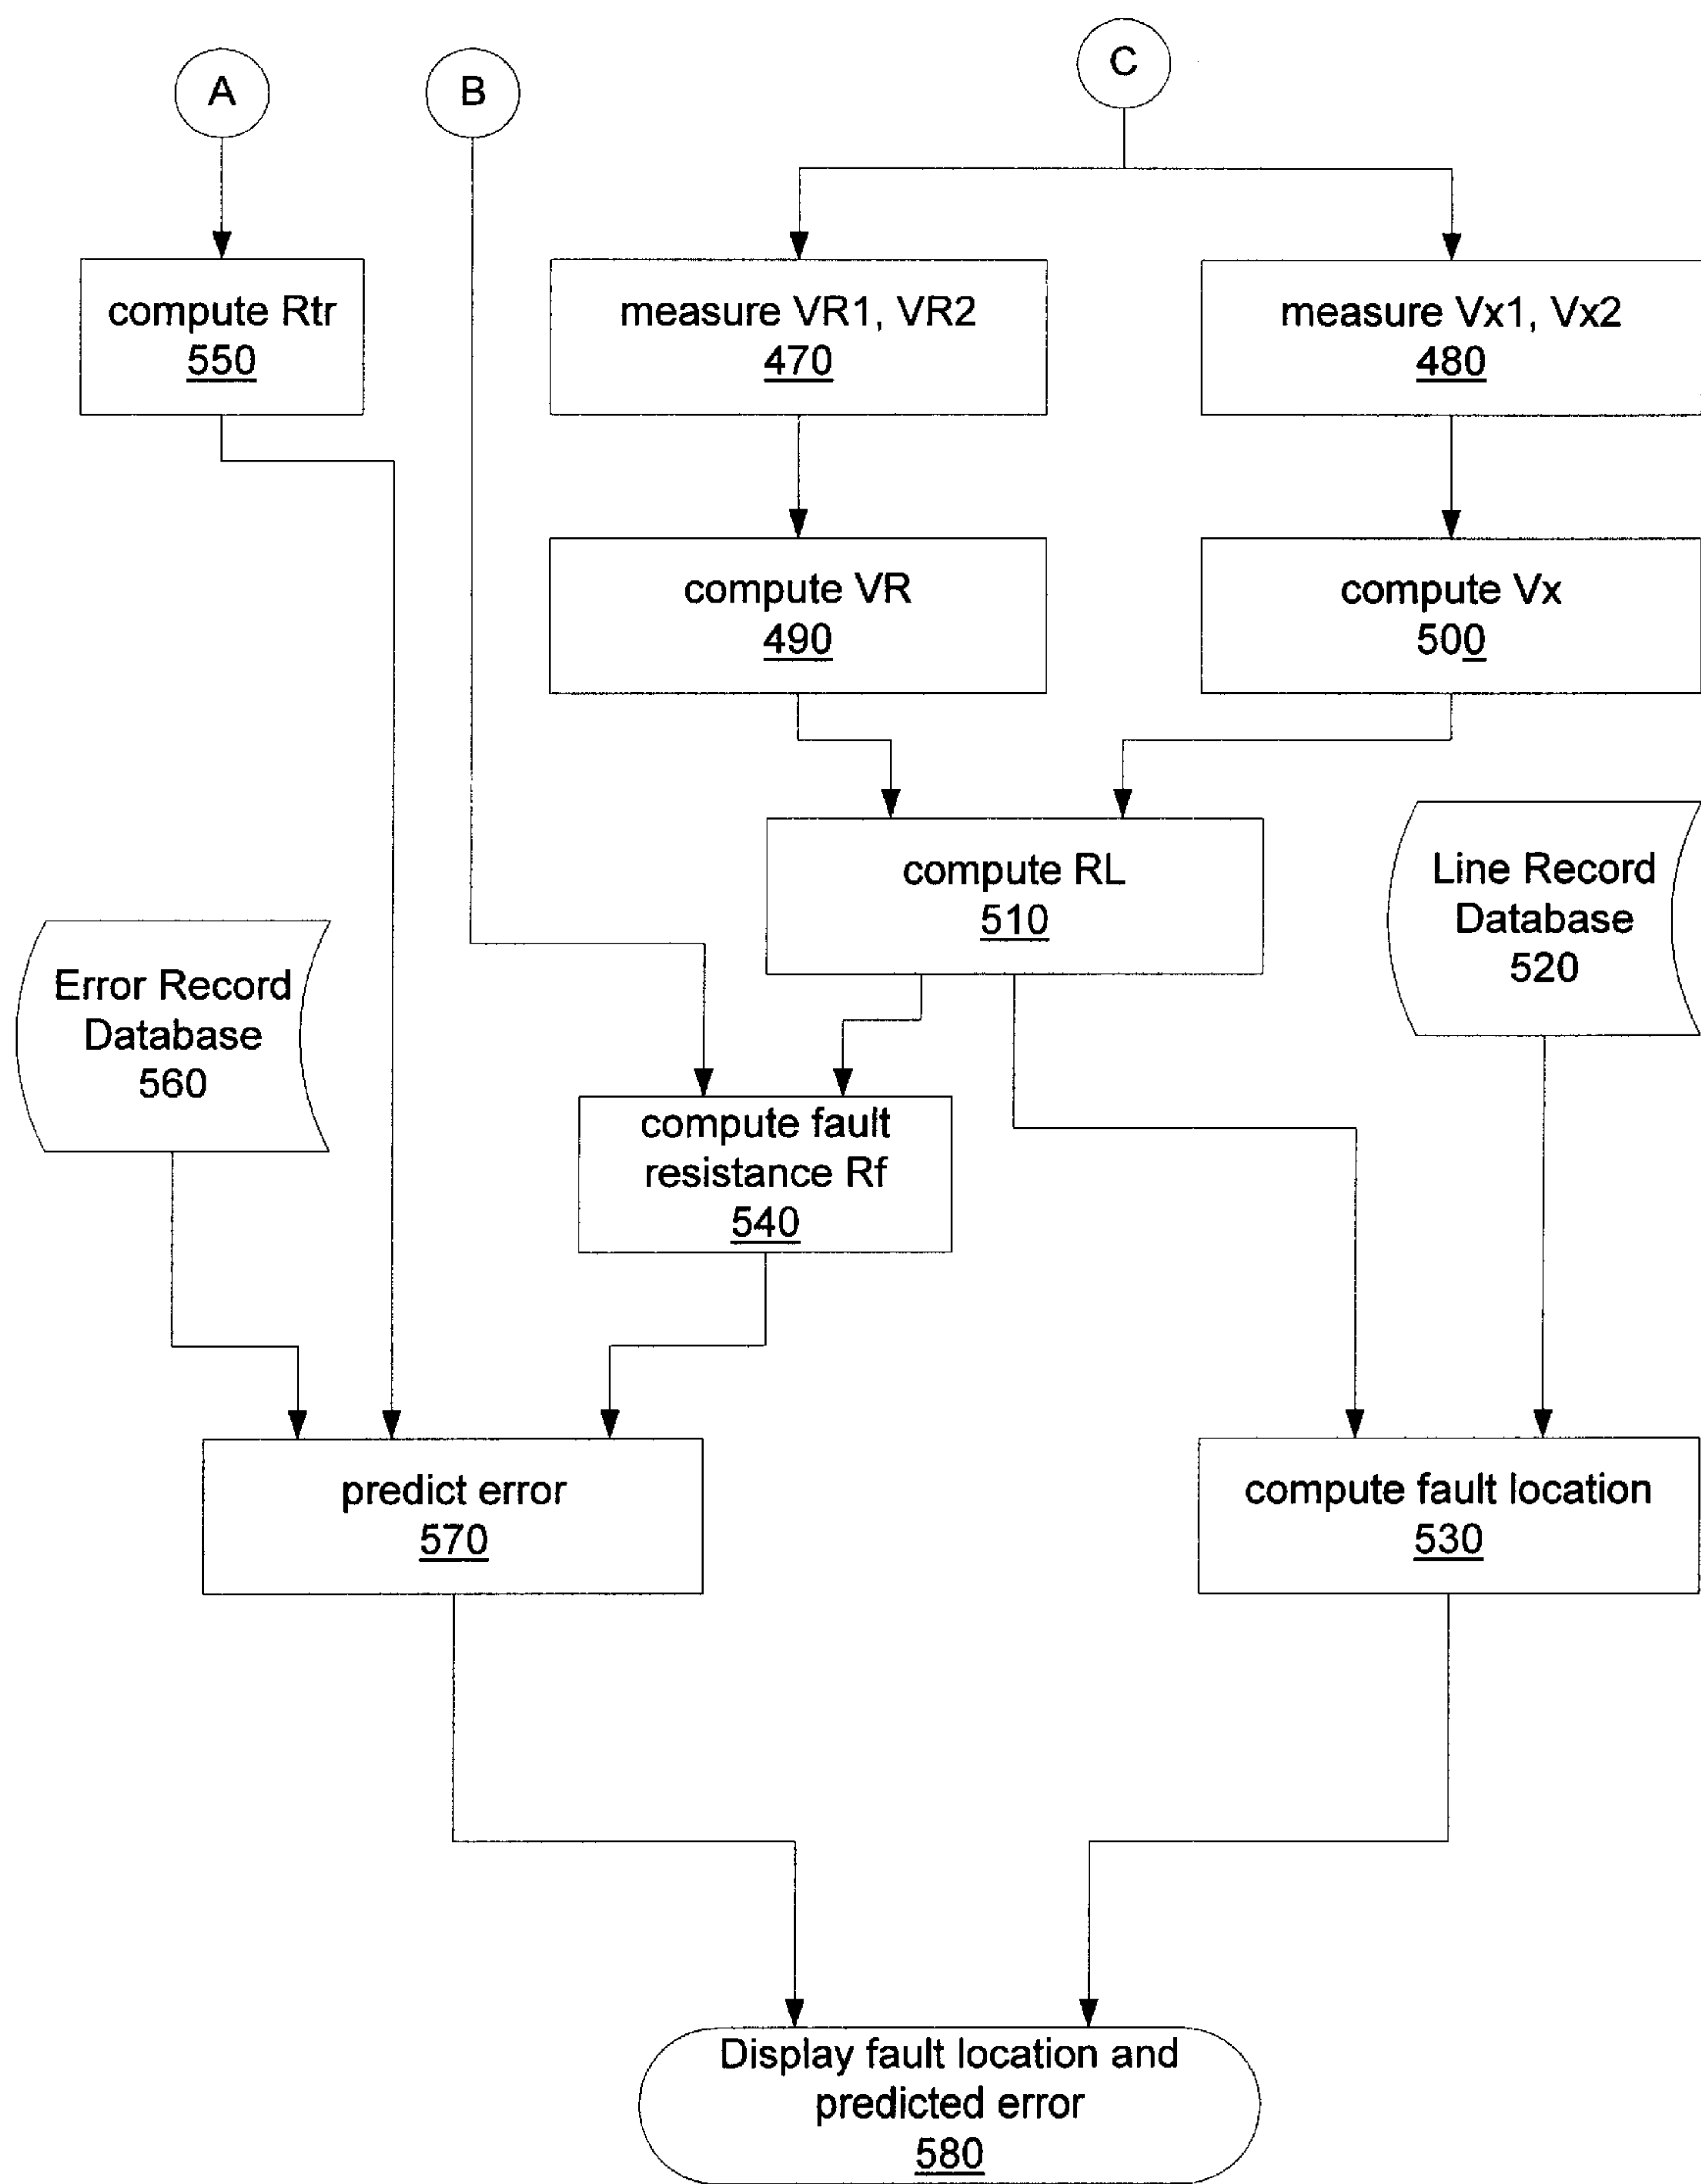 A
B
C
compute Rtr
550
measure VR1, VR2
470
measure Vx1, Vx2
480
compute VR
490
compute Vx
500
compute RL
510
Line Record
Database
520
Error Record
Database
560
compute fault
resistance Rf
540
predict error
570
compute fault location
530
Display fault location and
predicted error
580